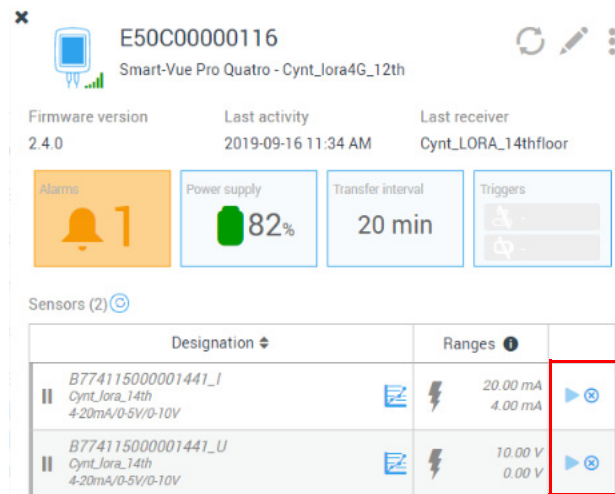 E50C00000116
Smart-Vue Pro Quatro - Cynt_lora4G_12th
Firmware version
Last activity
Last receiver
2.4.0
2019-09-16 11:34 AM
Cynt_LORA_14thfloor
Alarms
1
Power supply
82%
Transfer interval
20 min
Triggers
-
-
Sensors (2)
Designation
Ranges
B774115000001441_I
Cynt_lora_14th
4-20mA/0-5V/0-10V
20.00 mA
4.00 mA
B774115000001441_U
Cynt_lora_14th
4-20mA/0-5V/0-10V
10.00 V
0.00 V